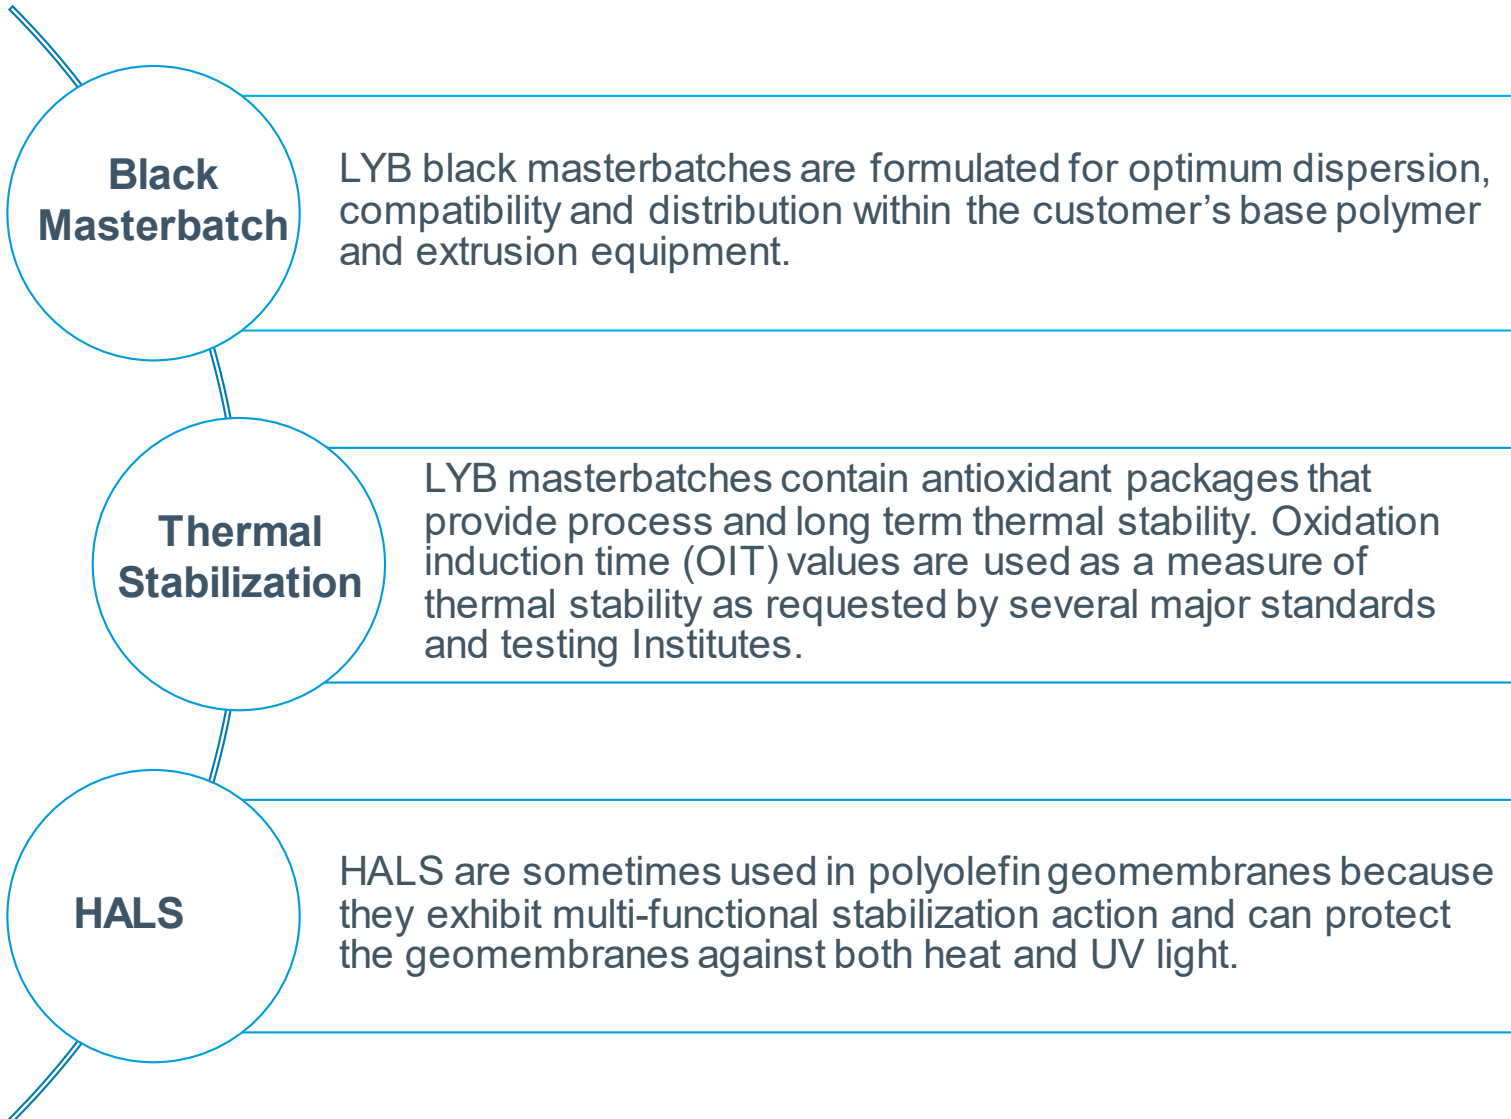 Black
Masterbatch
LYB black masterbatches are formulated for optimum dispersion,
compatibility and distribution within the customer’s base polymer
and extrusion equipment.
Thermal
Stabilization
LYB masterbatches contain antioxidant packages that
provide process and long term thermal stability. Oxidation
induction time (OIT) values are used as a measure of
thermal stability as requested by several major standards
and testing Institutes.
HALS
HALS are sometimes used in polyolefin geomembranes because
they exhibit multi-functional stabilization action and can protect
the geomembranes against both heat and UV light.